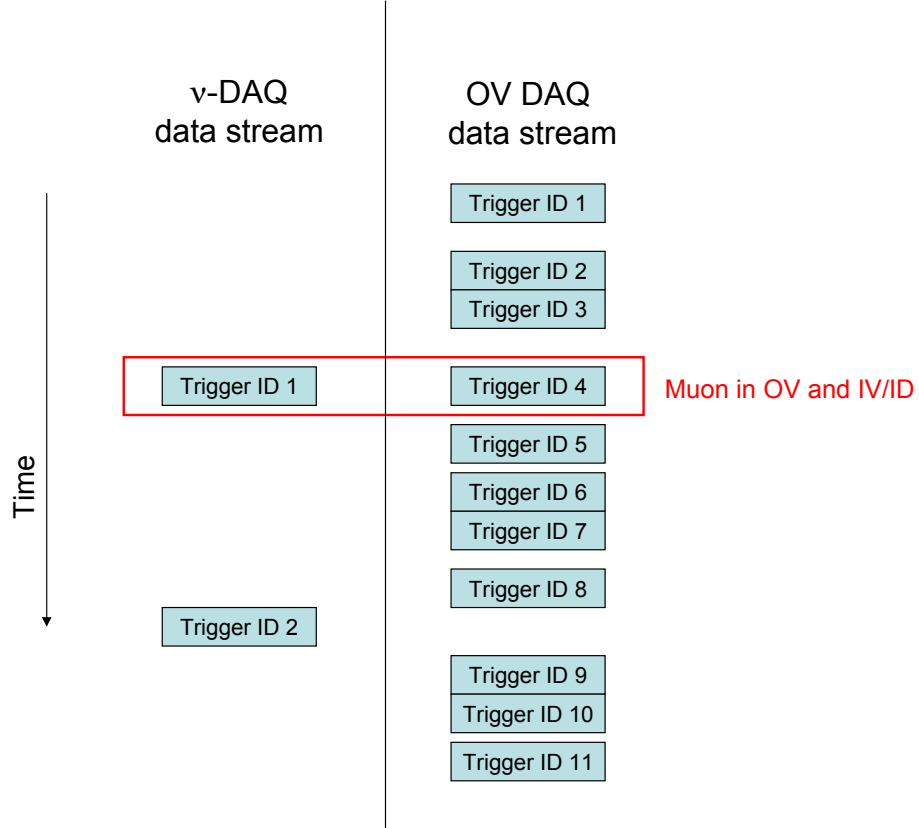 ν-DAQ
data stream
OV DAQ
data stream
Trigger ID 1
Trigger ID 2
Trigger ID 3
Trigger ID 1
Trigger ID 4
Muon in OV and IV/ID
Trigger ID 5
Time
Trigger ID 6
Trigger ID 7
Trigger ID 8
Trigger ID 2
Trigger ID 9
Trigger ID 10
Trigger ID 11